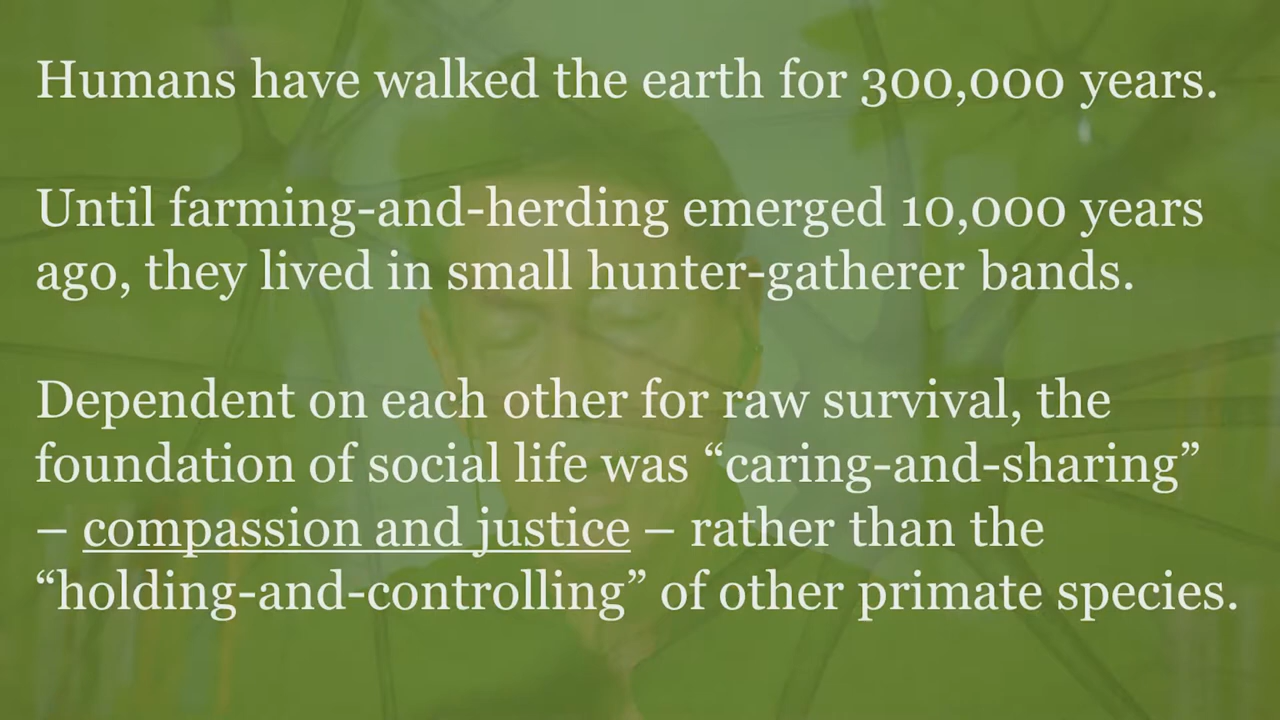 Humans have walked the earth for 300,000 years.
Until farming-and-herding emerged 10,000 years
ago, they lived in small hunter-gatherer bands.
Dependent on each other for raw survival, the
foundation of social life was “caring-and-sharing”
– compassion and justice – rather than the
“holding-and-controlling” of other primate species.